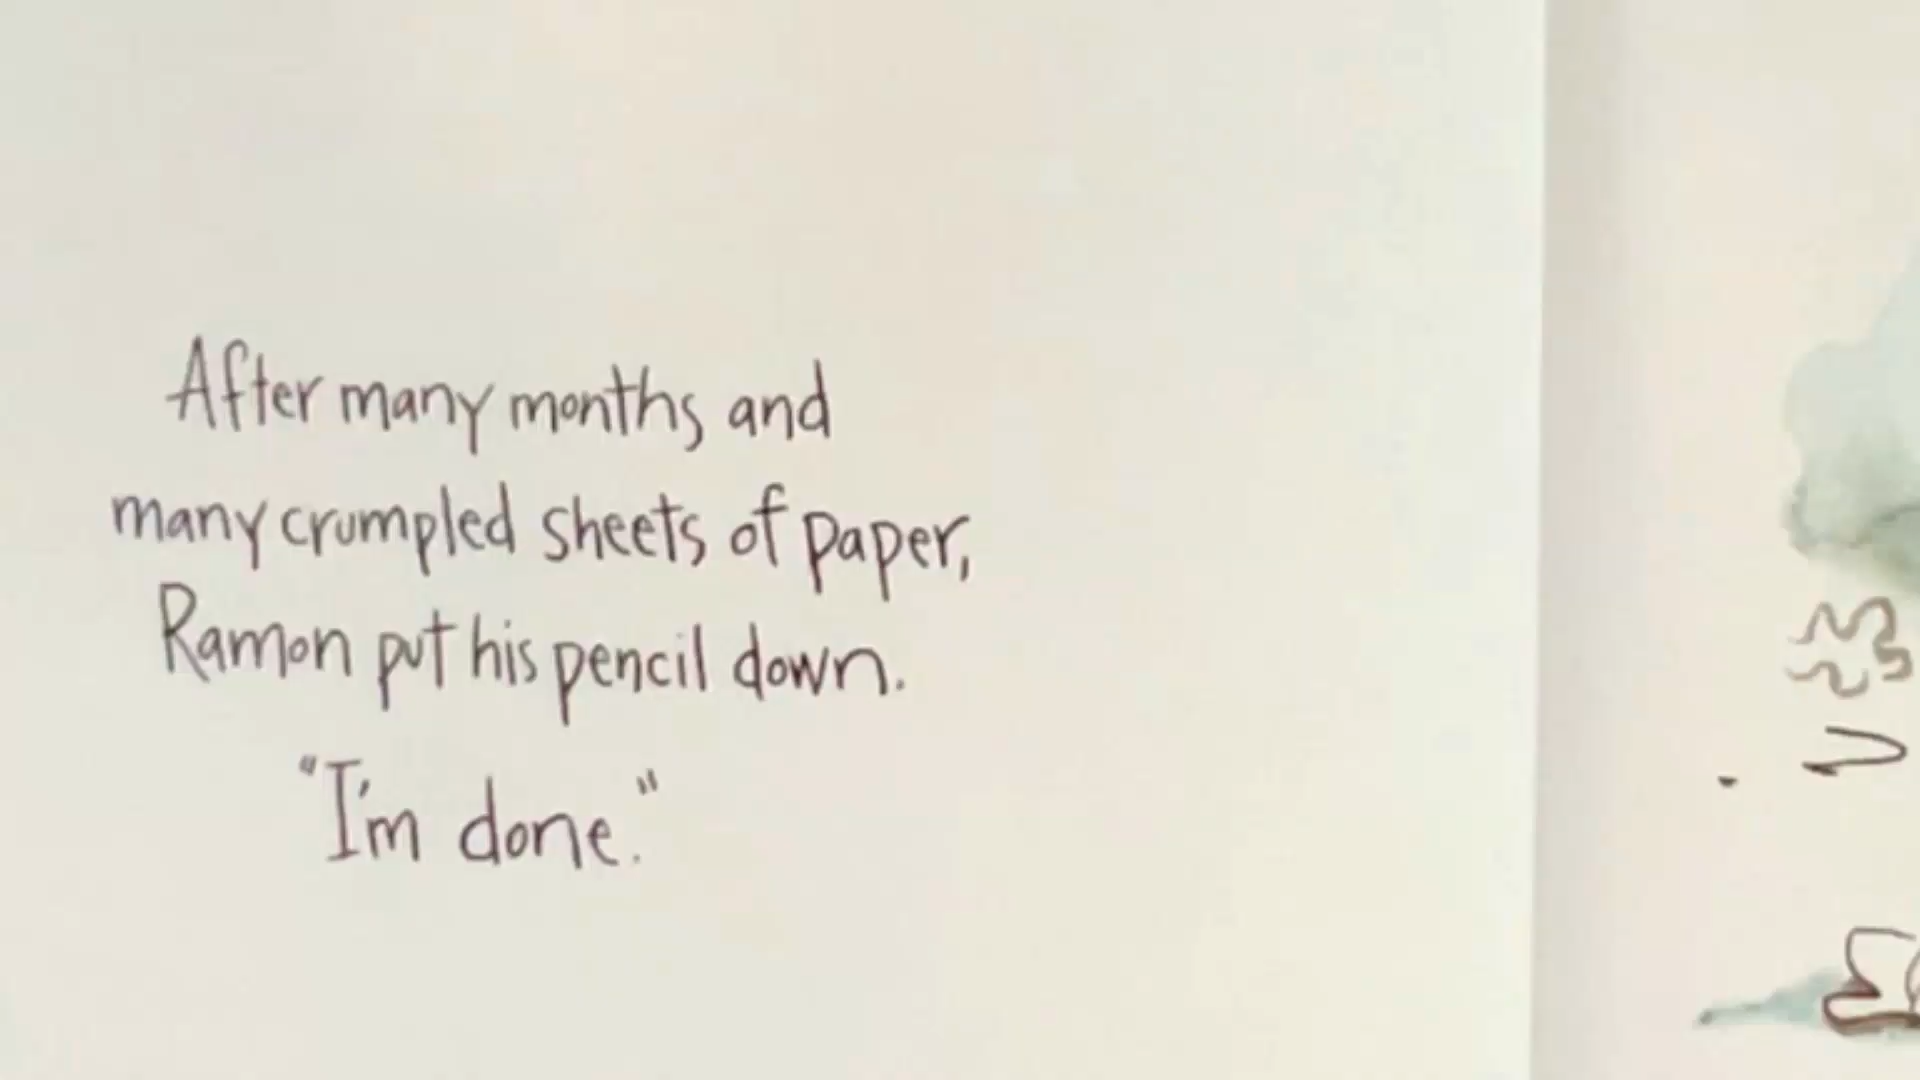 After many months and
many crumpled sheets of paper,
Ramon put his pencil down.
"I'm done."